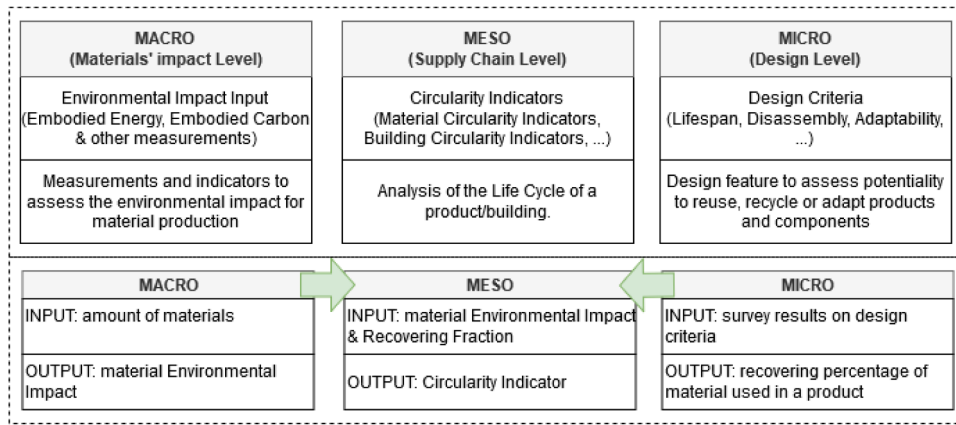 MACRO
(Materials' impact Level)
Environmental Impact Input
(Embodied Energy, Embodied Carbon
& other measurements)
Measurements and indicators to
assess the environmental impact for
material production
MESO
(Supply Chain Level)
Circularity Indicators
(Material Circularity Indicators,
Building Circularity Indicators, ...)
Analysis of the Life Cycle of a
product/building.
MICRO
(Design Level)
Design Criteria
(Lifespan, Disassembly, Adaptability,
...)
Design feature to assess potentiality
to reuse, recycle or adapt products
and components
MACRO
INPUT: amount of materials
OUTPUT: material Environmental
Impact
MESO
INPUT: material Environmental Impact
& Recovering Fraction
OUTPUT: Circularity Indicator
MICRO
INPUT: survey results on design
criteria
OUTPUT: recovering percentage of
material used in a product